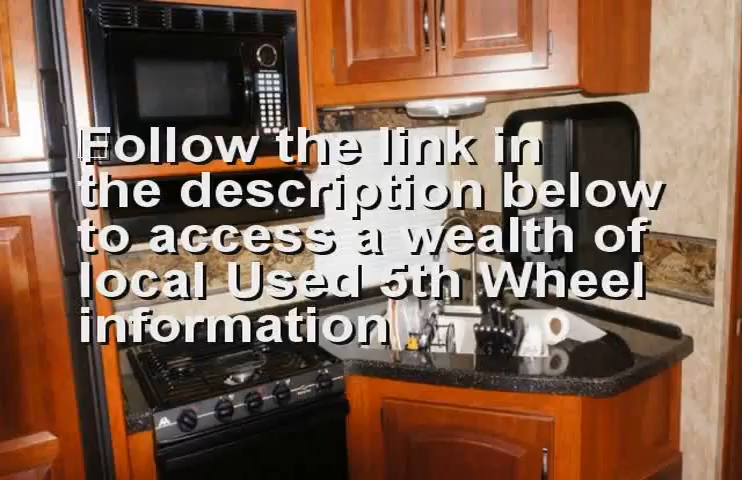 Follow the link in
the description below
to access a wealth of
local Used 5th Wheel
information